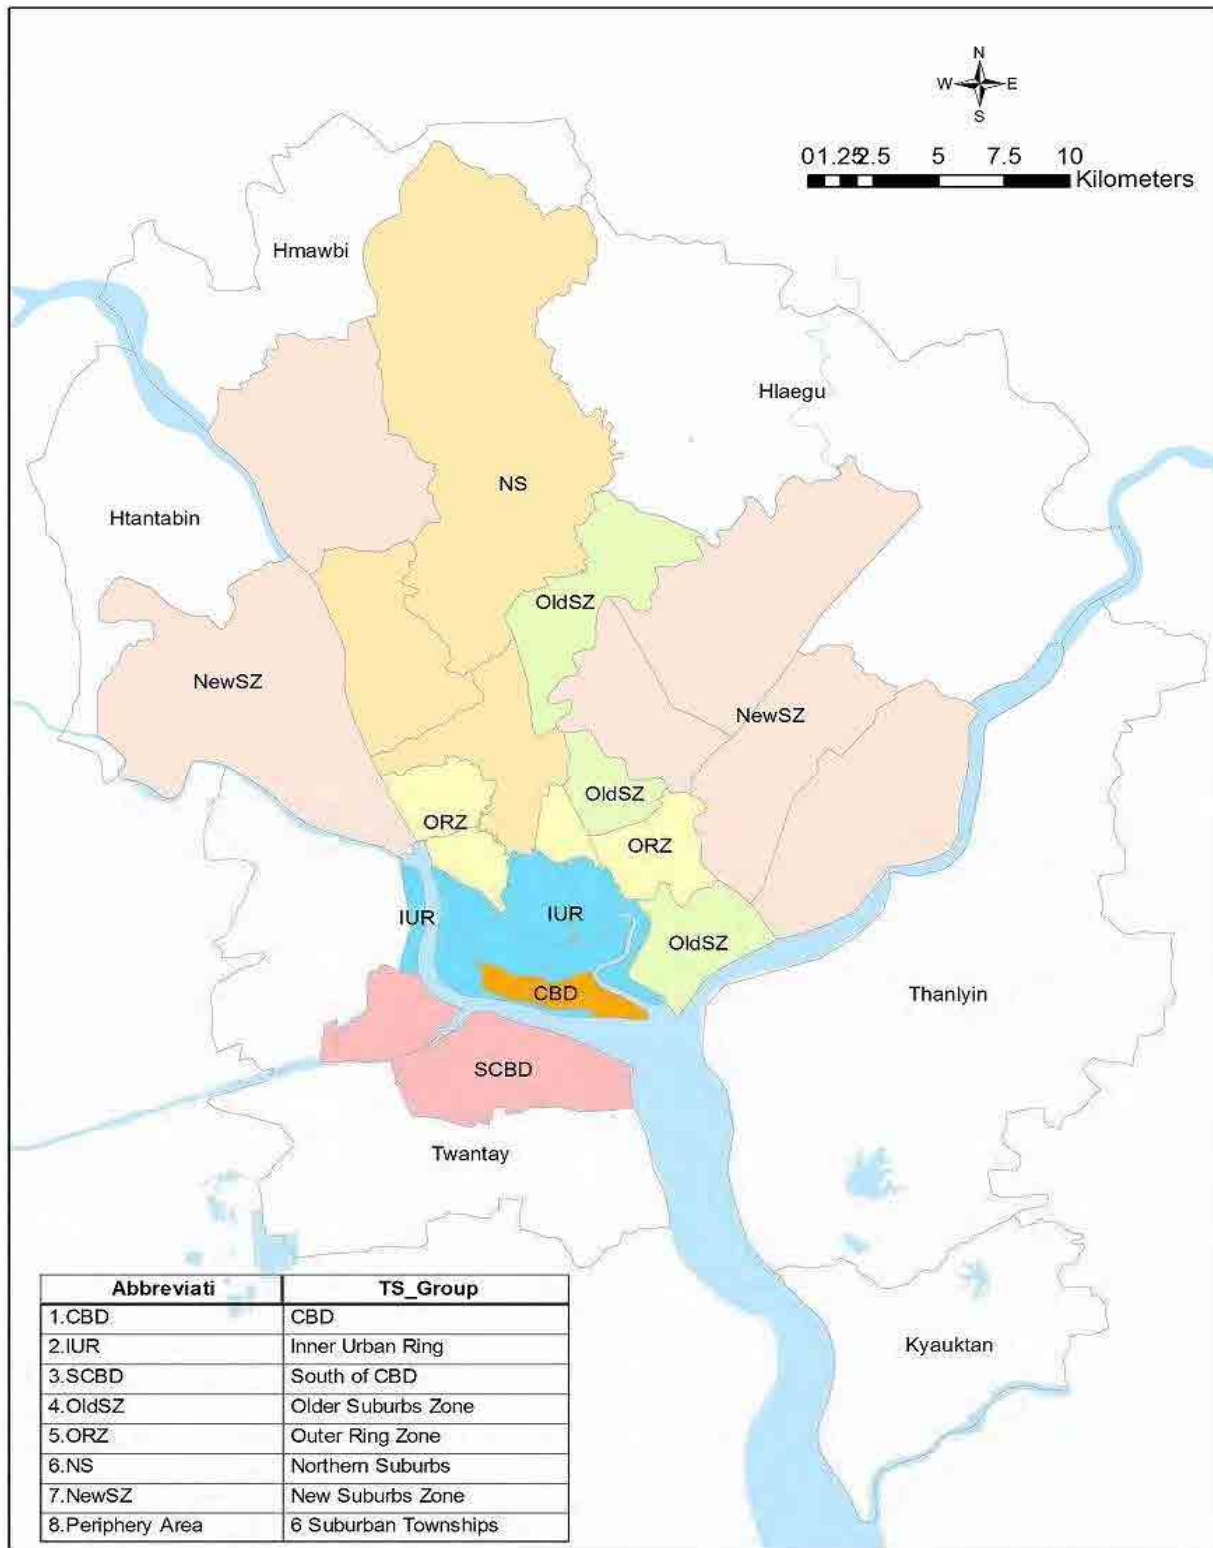 N
W E
S
01.252.5 5 7.5 10
Kilometers
Hmawbi
Hlaegu
NS
Htantabin
OldSZ
NewSZ
NewSZ
OldSZ
ORZ
ORZ
IUR
IUR
OldSZ
CBD
Thanlyin
SCBD
Twantay
Kyauktan
Abbreviati TS_Group
1.CBD CBD
2.IUR Inner Urban Ring
3.SCBD South of CBD
4.OldSZ Older Suburbs Zone
5.ORZ Outer Ring Zone
6.NS Northern Suburbs
7.NewSZ New Suburbs Zone
8.Periphery Area 6 Suburban Townships